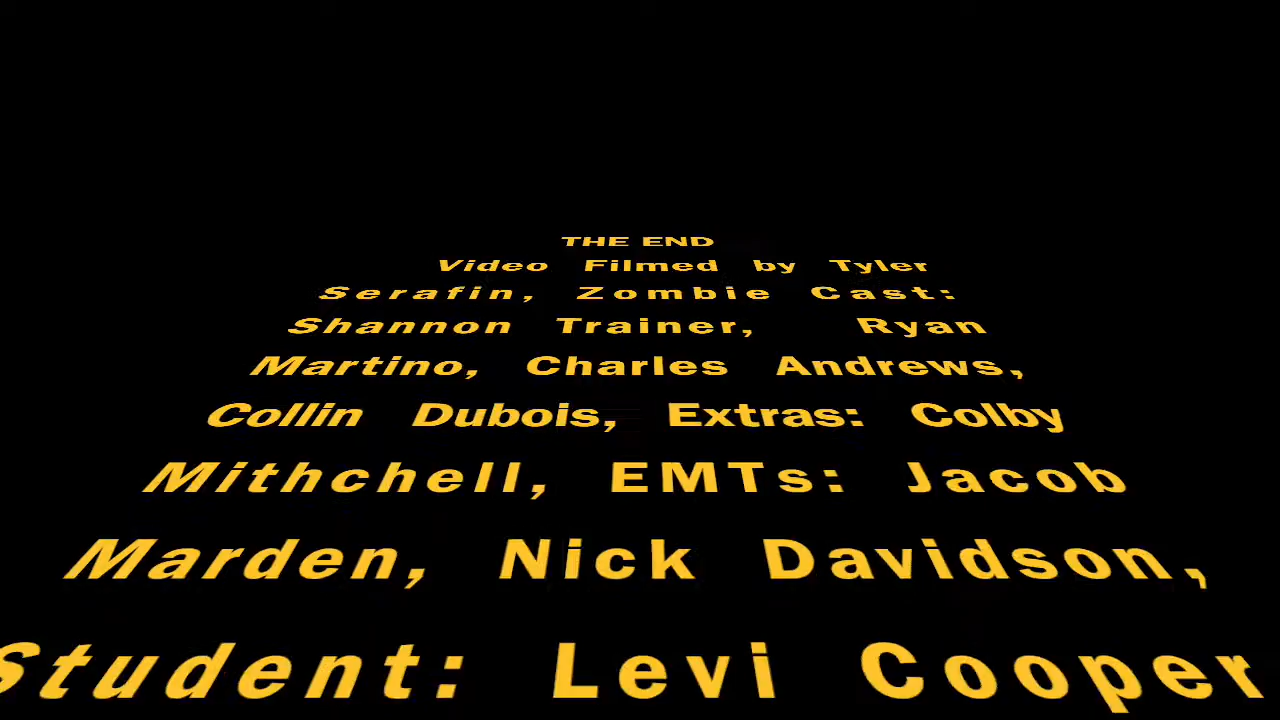 THE END
Video Filmed by Tyler
Serafin, Zombie Cast:
Shannon Trainer, Ryan
Martino, Charles Andrews,
Collin Dubois, Extras: Colby
Mithchell, EMTs: Jacob
Marden, Nick Davidson,
Student: Levi Cooper